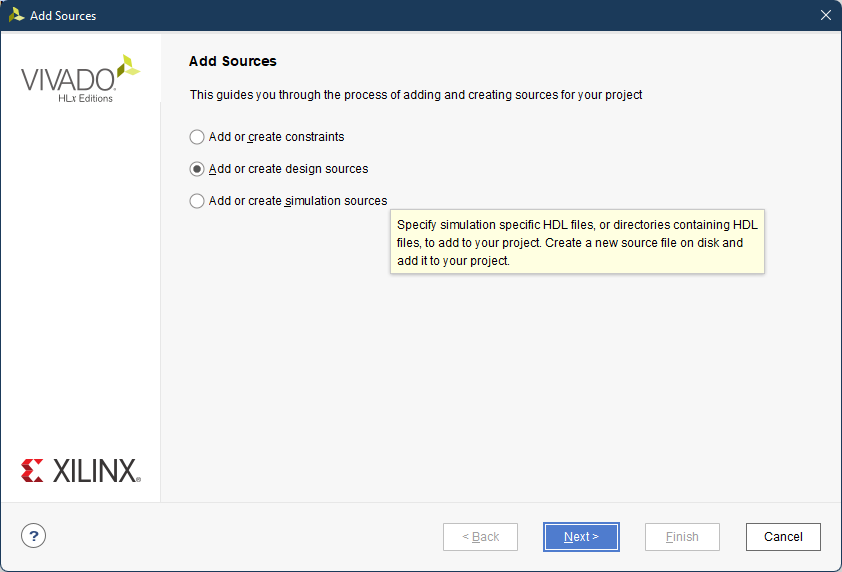 Add Sources
VIVADO.
HLx Editions
Add Sources
This guides you through the process of adding and creating sources for your project
Add or create constraints
Add or create design sources
Add or create simulation sources
Specify simulation specific HDL files, or directories containing HDL
files, to add to your project. Create a new source file on disk and
add it to your project.
XILINX
?
< Back
Next >
Finish
Cancel